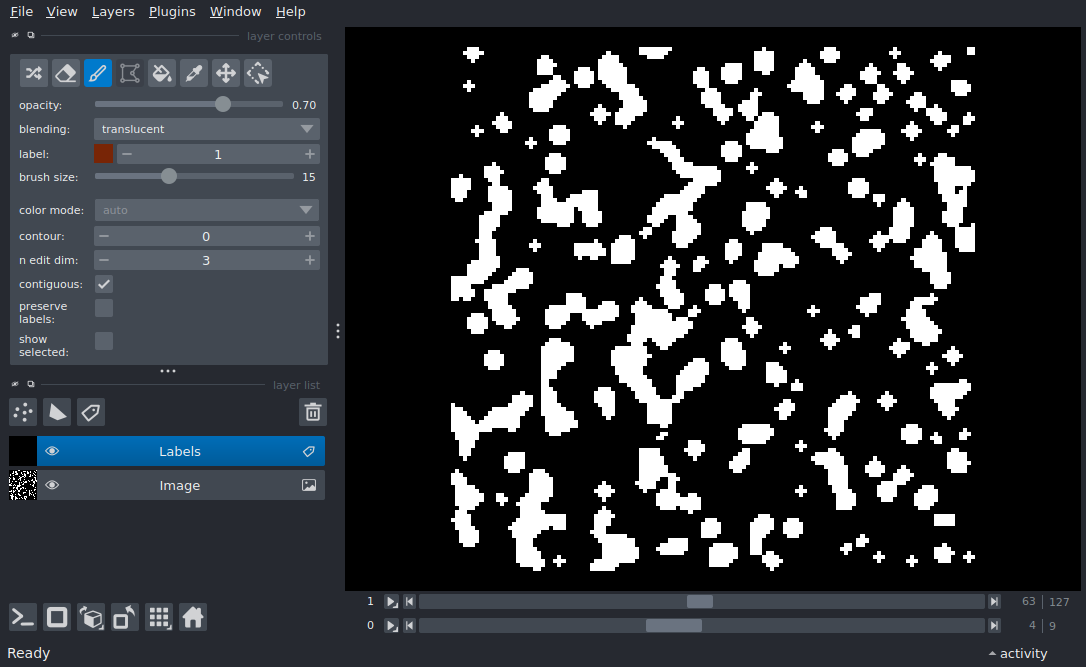 File View Layers Plugins Window Help
layer controls
opacity: 0.70
blending: translucent
label: 1
brush size: 15
color mode: auto
contour: 0
n edit dim: 3
contiguous:
preserve
labels:
show
selected:
layer list
Labels
Image
1 63 | 127
0 4 | 9
Ready activity